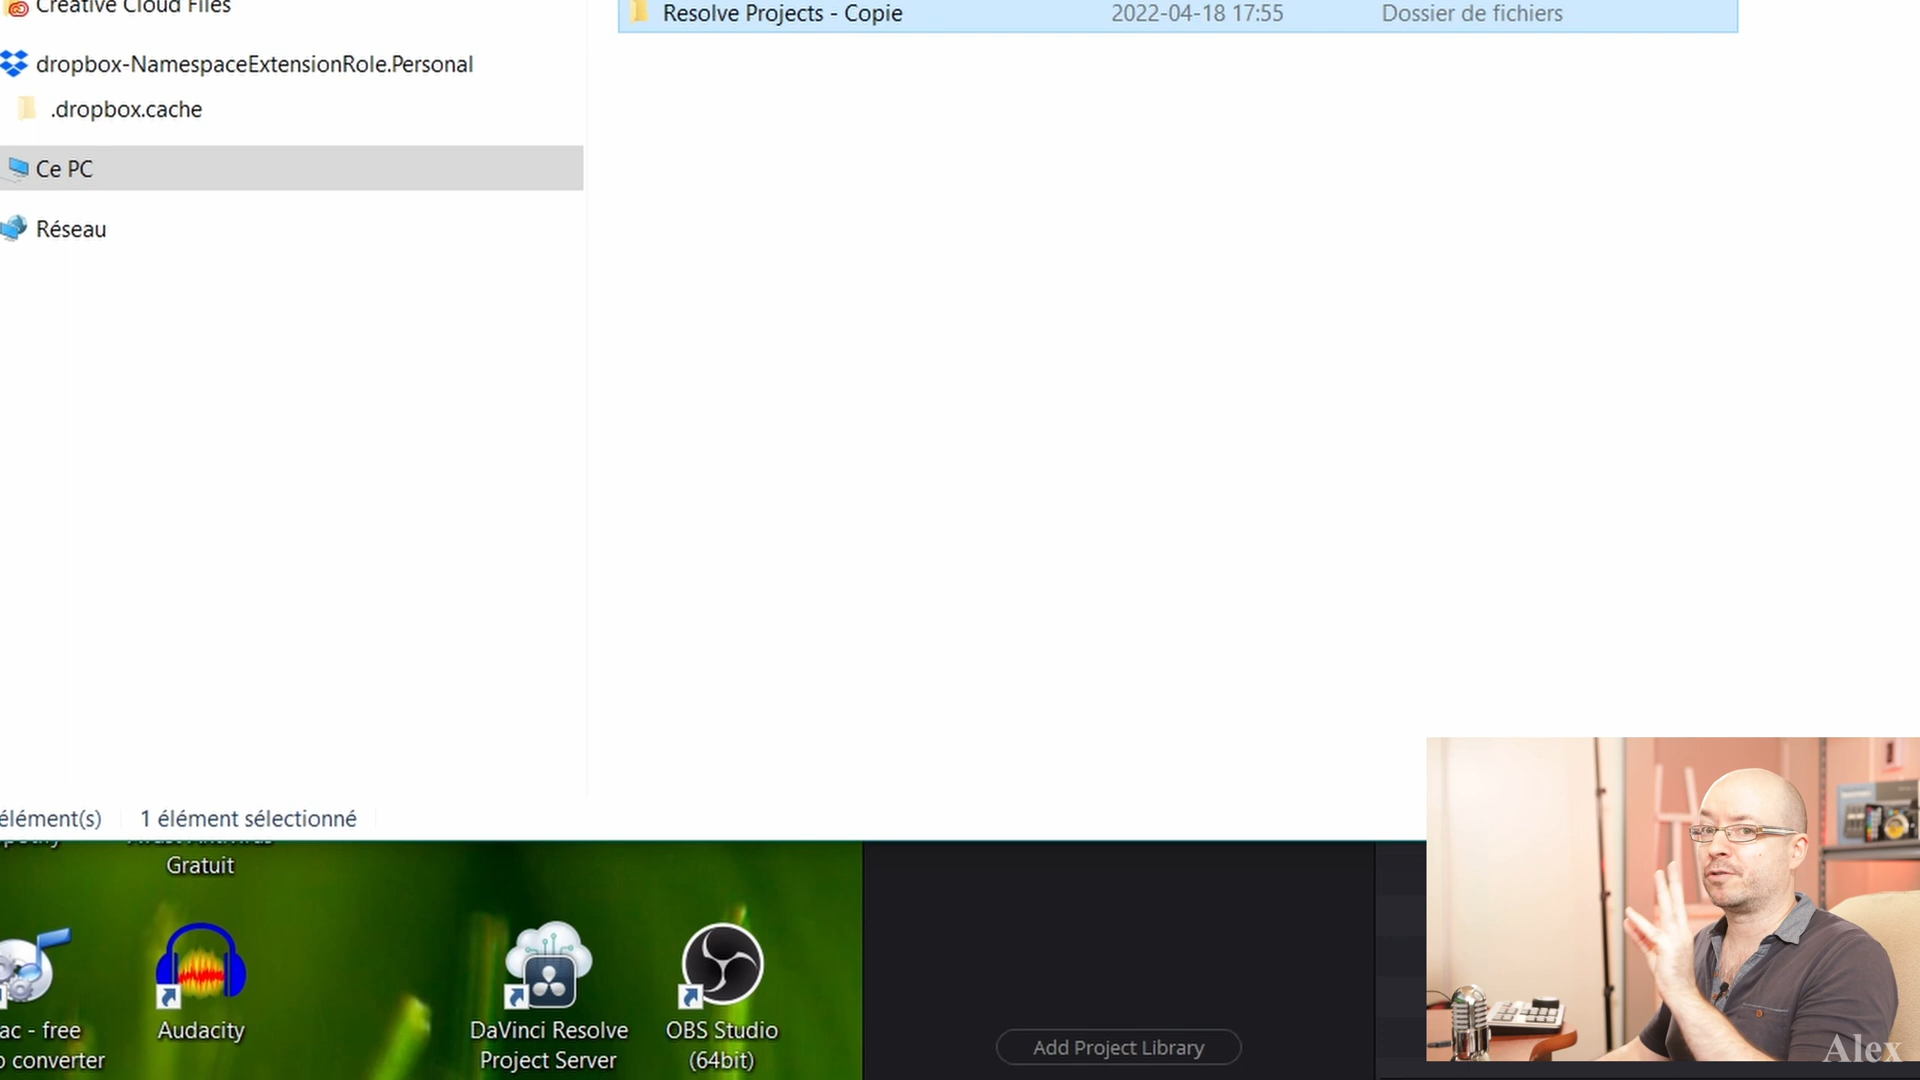 Creative Cloud Files
Resolve Projects - Copie 2022-04-18 17:55 Dossier de fichiers
dropbox-NamespaceExtensionRole.Personal
.dropbox.cache
Ce PC
Réseau
élément(s) 1 élément sélectionné
Gratuit
ac - free
converter
Audacity
DaVinci Resolve
Project Server
OBS Studio
(64bit)
Add Project Library
Alex